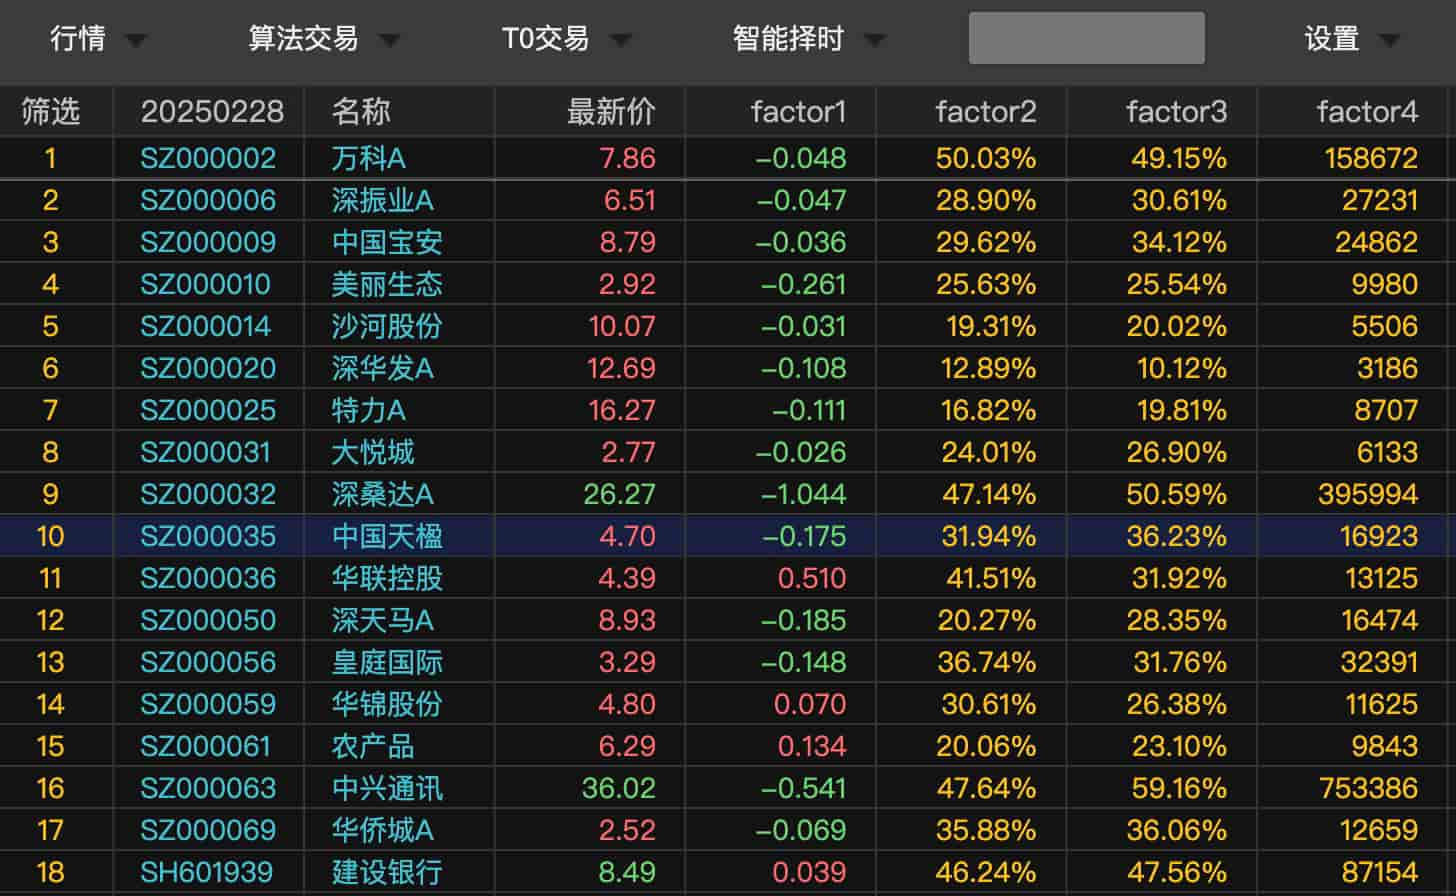 行情 算法交易 T0交易 智能择时 设置
筛选 20250228 名称 最新价 factor1 factor2 factor3 factor4
1 SZ000002 万科A 7.86 -0.048 50.03% 49.15% 158672
2 SZ000006 深振业A 6.51 -0.047 28.90% 30.61% 27231
3 SZ000009 中国宝安 8.79 -0.036 29.62% 34.12% 24862
4 SZ000010 美丽生态 2.92 -0.261 25.63% 25.54% 9980
5 SZ000014 沙河股份 10.07 -0.031 19.31% 20.02% 5506
6 SZ000020 深华发A 12.69 -0.108 12.89% 10.12% 3186
7 SZ000025 特力A 16.27 -0.111 16.82% 19.81% 8707
8 SZ000031 大悦城 2.77 -0.026 24.01% 26.90% 6133
9 SZ000032 深桑达A 26.27 -1.044 47.14% 50.59% 395994
10 SZ000035 中国天楹 4.70 -0.175 31.94% 36.23% 16923
11 SZ000036 华联控股 4.39 0.510 41.51% 31.92% 13125
12 SZ000050 深天马A 8.93 -0.185 20.27% 28.35% 16474
13 SZ000056 皇庭国际 3.29 -0.148 36.74% 31.76% 32391
14 SZ000059 华锦股份 4.80 0.070 30.61% 26.38% 11625
15 SZ000061 农产品 6.29 0.134 20.06% 23.10% 9843
16 SZ000063 中兴通讯 36.02 -0.541 47.64% 59.16% 753386
17 SZ000069 华侨城A 2.52 -0.069 35.88% 36.06% 12659
18 SH601939 建设银行 8.49 0.039 46.24% 47.56% 87154